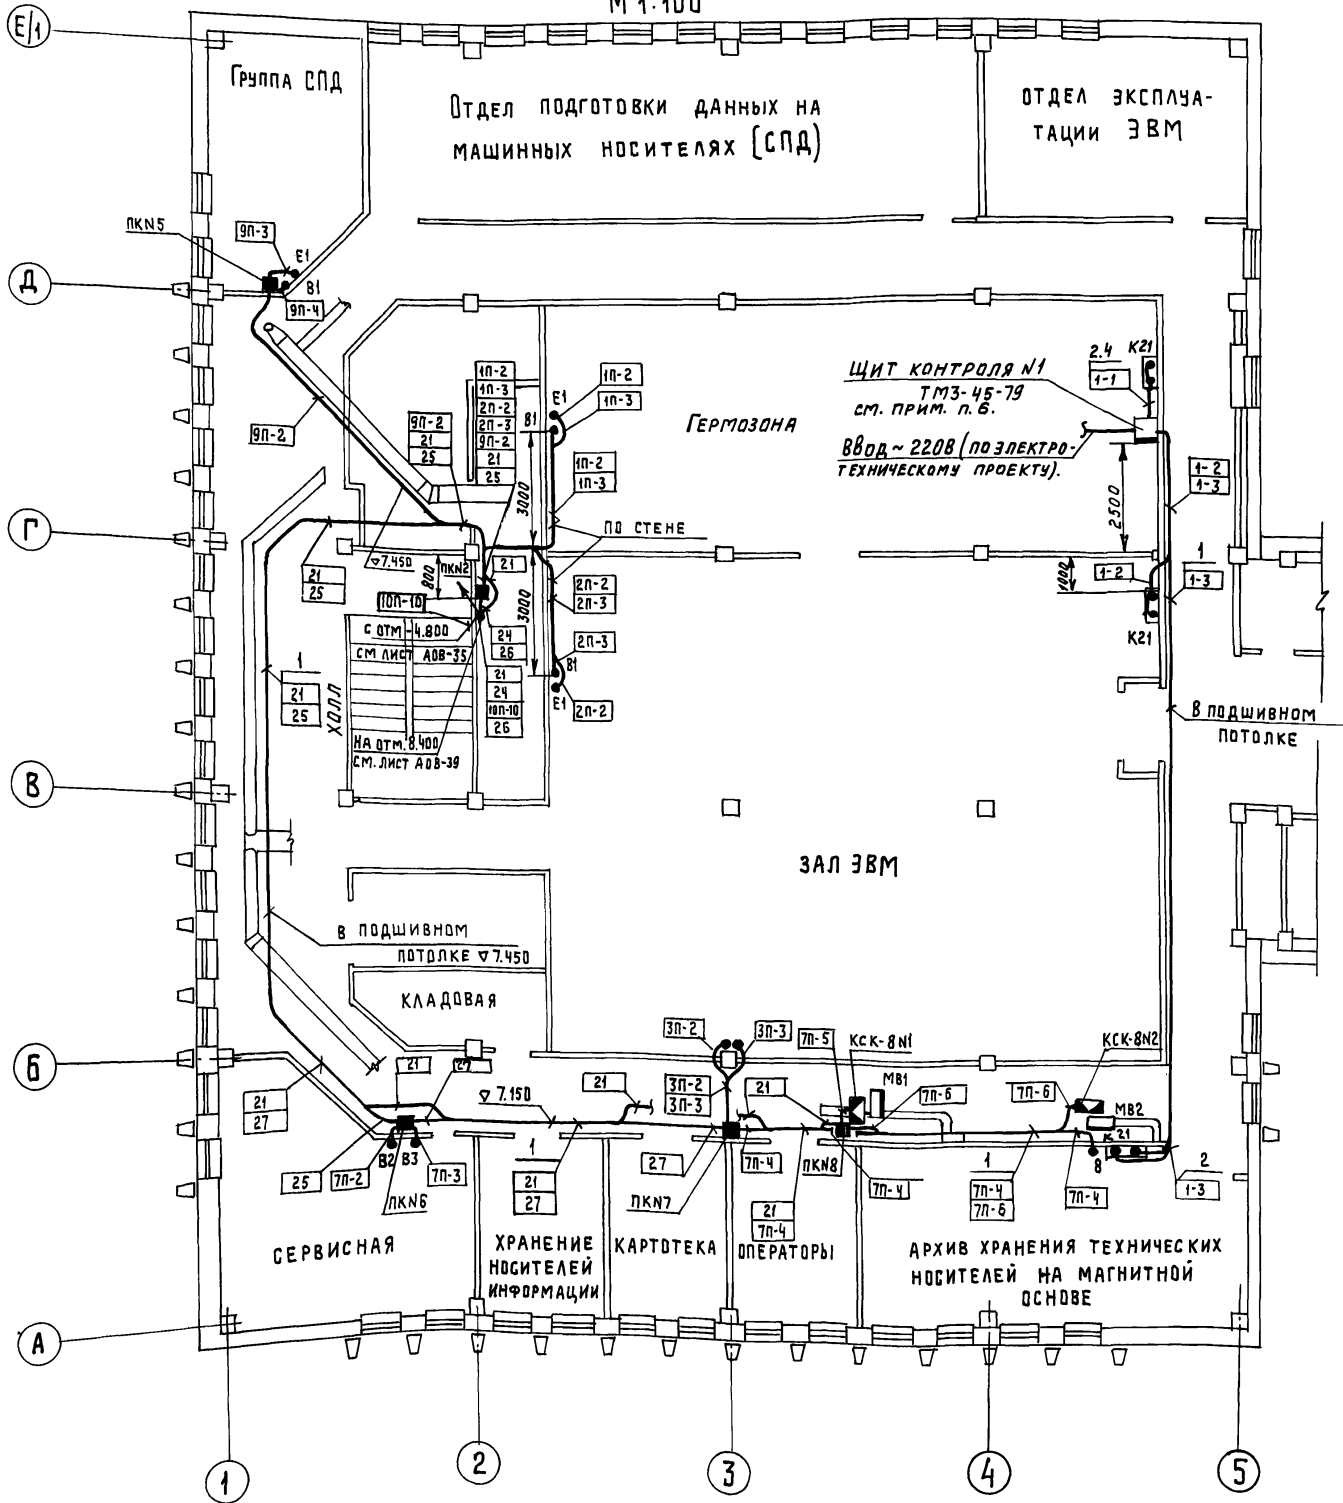 М 1:100
Е/1
Группа СПД
Отдел подготовки данных на
машинных носителях (СПД)
Отдел эксплуа-
тации ЭВМ
ПКN5
9П-3
Е1
В1
9П-4
Д
9П-2
1П-2
1П-3
2П-2
2П-3
9П-2
21
25
9П-2
21
25
Е1
В1
1П-2
1П-3
1П-2
1П-3
3000
Гермозона
Щит контроля N1
ТМ3-45-79
см. прим. п. 6.
Ввод ~ 220В (по электро-
техническому проекту).
2.4
К21
1-1
2500
1-2
1-3
Г
21
25
▽7.450
800
ПКN2
21
по стене
2П-2
2П-3
3000
1000
1-2
1
1-3
К21
10П-10
с отм -4.800
см лист АОВ-35
24
26
2П-3
В1
Е1
2П-2
21
24
10П-10
26
1
21
25
Холл
на отм. 8.400
см. лист АОВ-39
в подшивном
потолке
В
Зал ЭВМ
в подшивном
потолке ▽7.450
Кладовая
Б
3П-2
3П-3
7П-5
КСК-8N1
КСК-8N2
21
27
▽ 7.150
21
3П-2
3П-3
21
МВ1
7П-6
7П-6
МВ2
21
27
К 21
В2
В3
25
7П-2
7П-3
ПКN6
1
21
27
27
ПКN7
7П-4
21
7П-4
ПКN8
7П-4
1
7П-4
7П-6
8
7П-4
2
1-3
Сервисная
Хранение
носителей
информации
Картотека
Операторы
Архив хранения технических
носителей на магнитной
основе
А
1
2
3
4
5